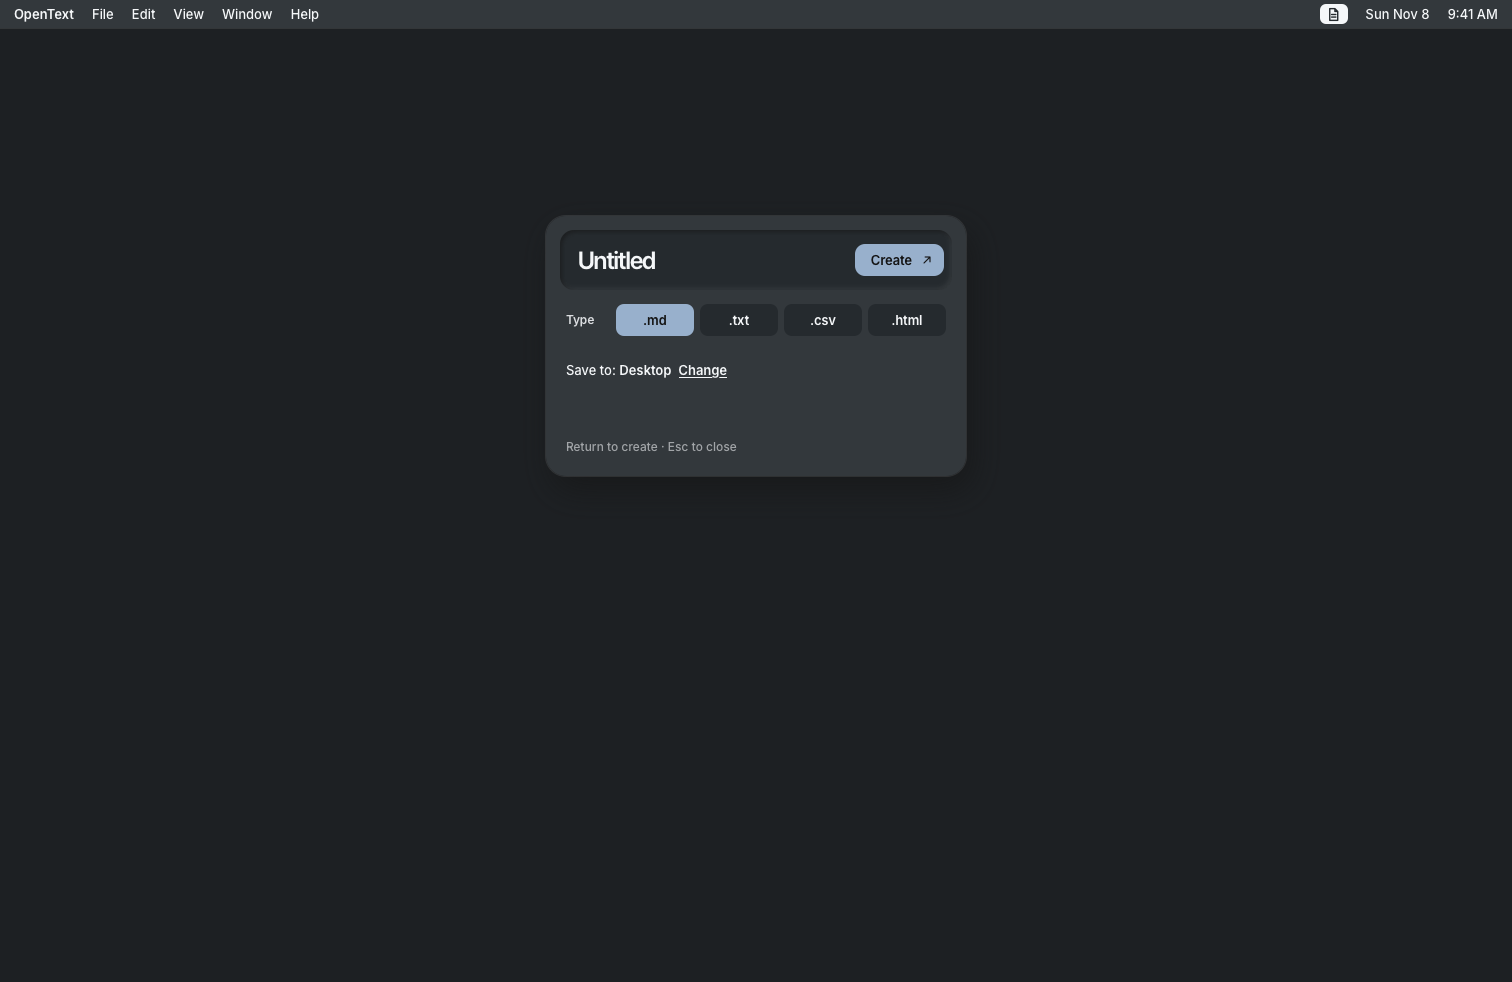 OpenText File Edit View Window Help Sun Nov 8 9:41 AM
Untitled Create
Type .md .txt .csv .html
Save to: Desktop Change
Return to create · Esc to close